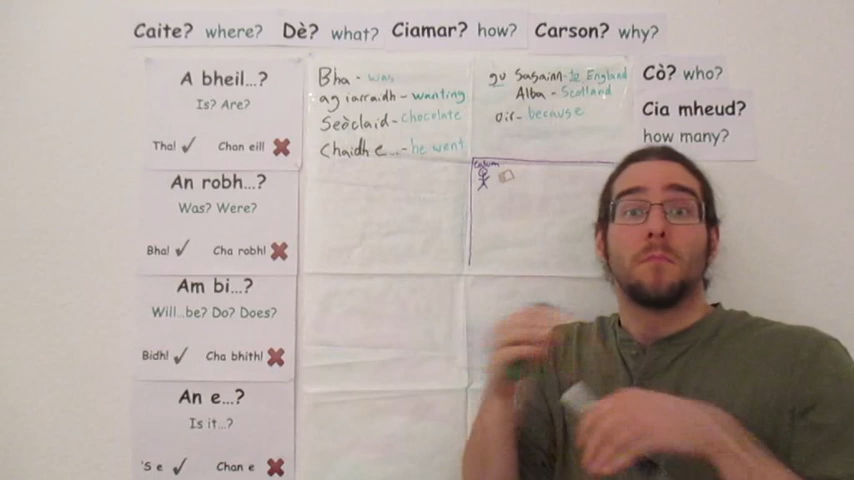 Caite? where?
Dè? what?
Ciamar? how?
Carson? why?
A bheil...?
Is? Are?
Tha! ✓ Chan eil!
An robh...?
Was? Were?
Bha! ✓ Cha robh!
Am bi...?
Will...be? Do? Does?
Bidh! ✓ Cha bhith!
An e...?
Is it...?
'S e ✓ Chan e
Bha - was
ag iarraidh - wanting
Seòclaid - chocolate
Chaidh e... - he went
gu Sasainn - to England
Alba - Scotland
oir - because
Calum
Cò? who?
Cia mheud?
how many?